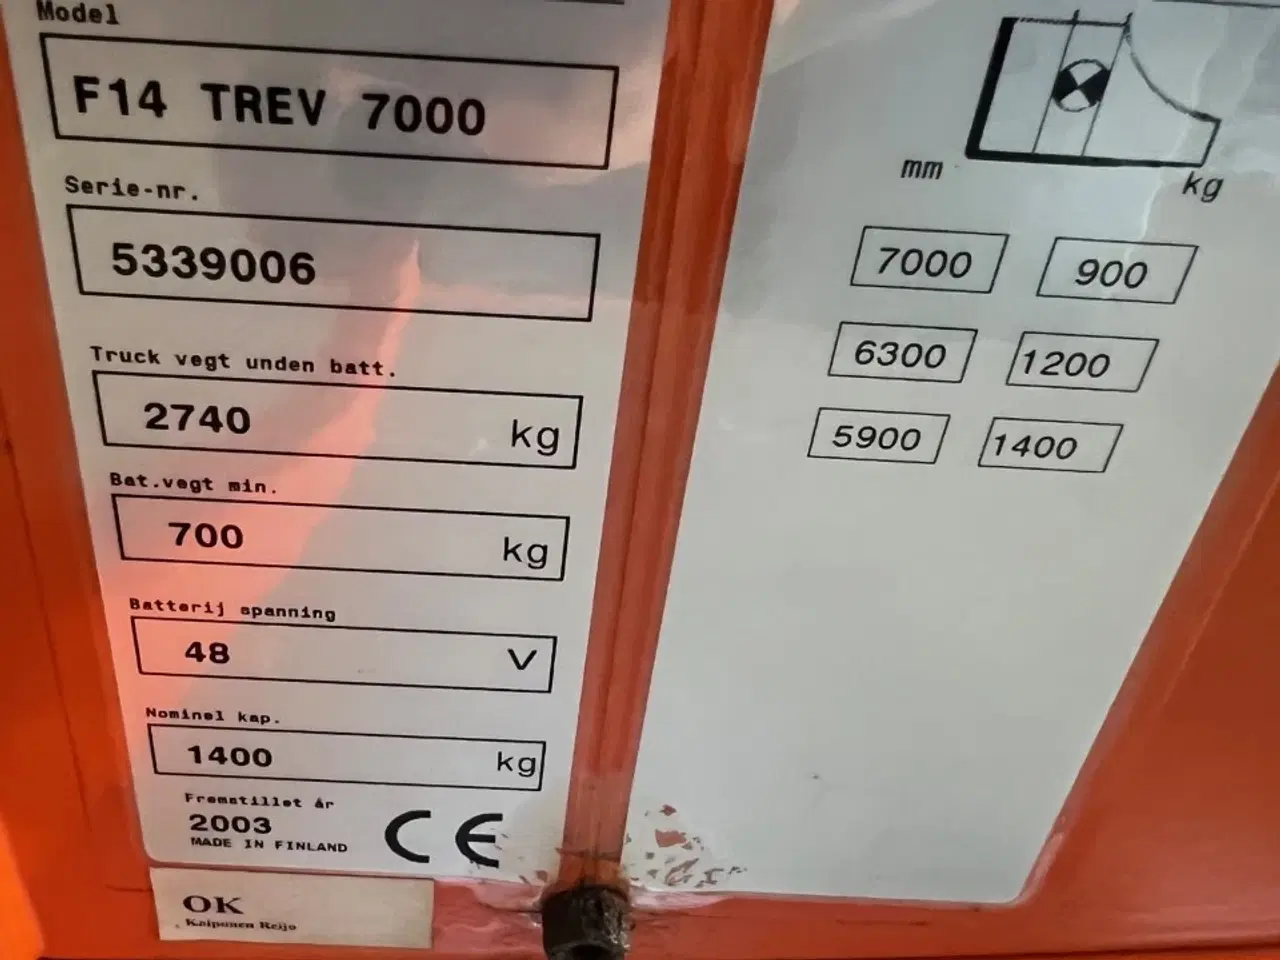 Model
F14 TREV 7000
Serie-nr.
5339006
Truck vegt unden batt.
2740 kg
Bat.vegt min.
700 kg
Batterij spanning
48 V
Nominel kap.
1400 kg
Fremstillet år
2003
MADE IN FINLAND
CE
OK
Kaiponen Reijo
mm kg
7000 900
6300 1200
5900 1400